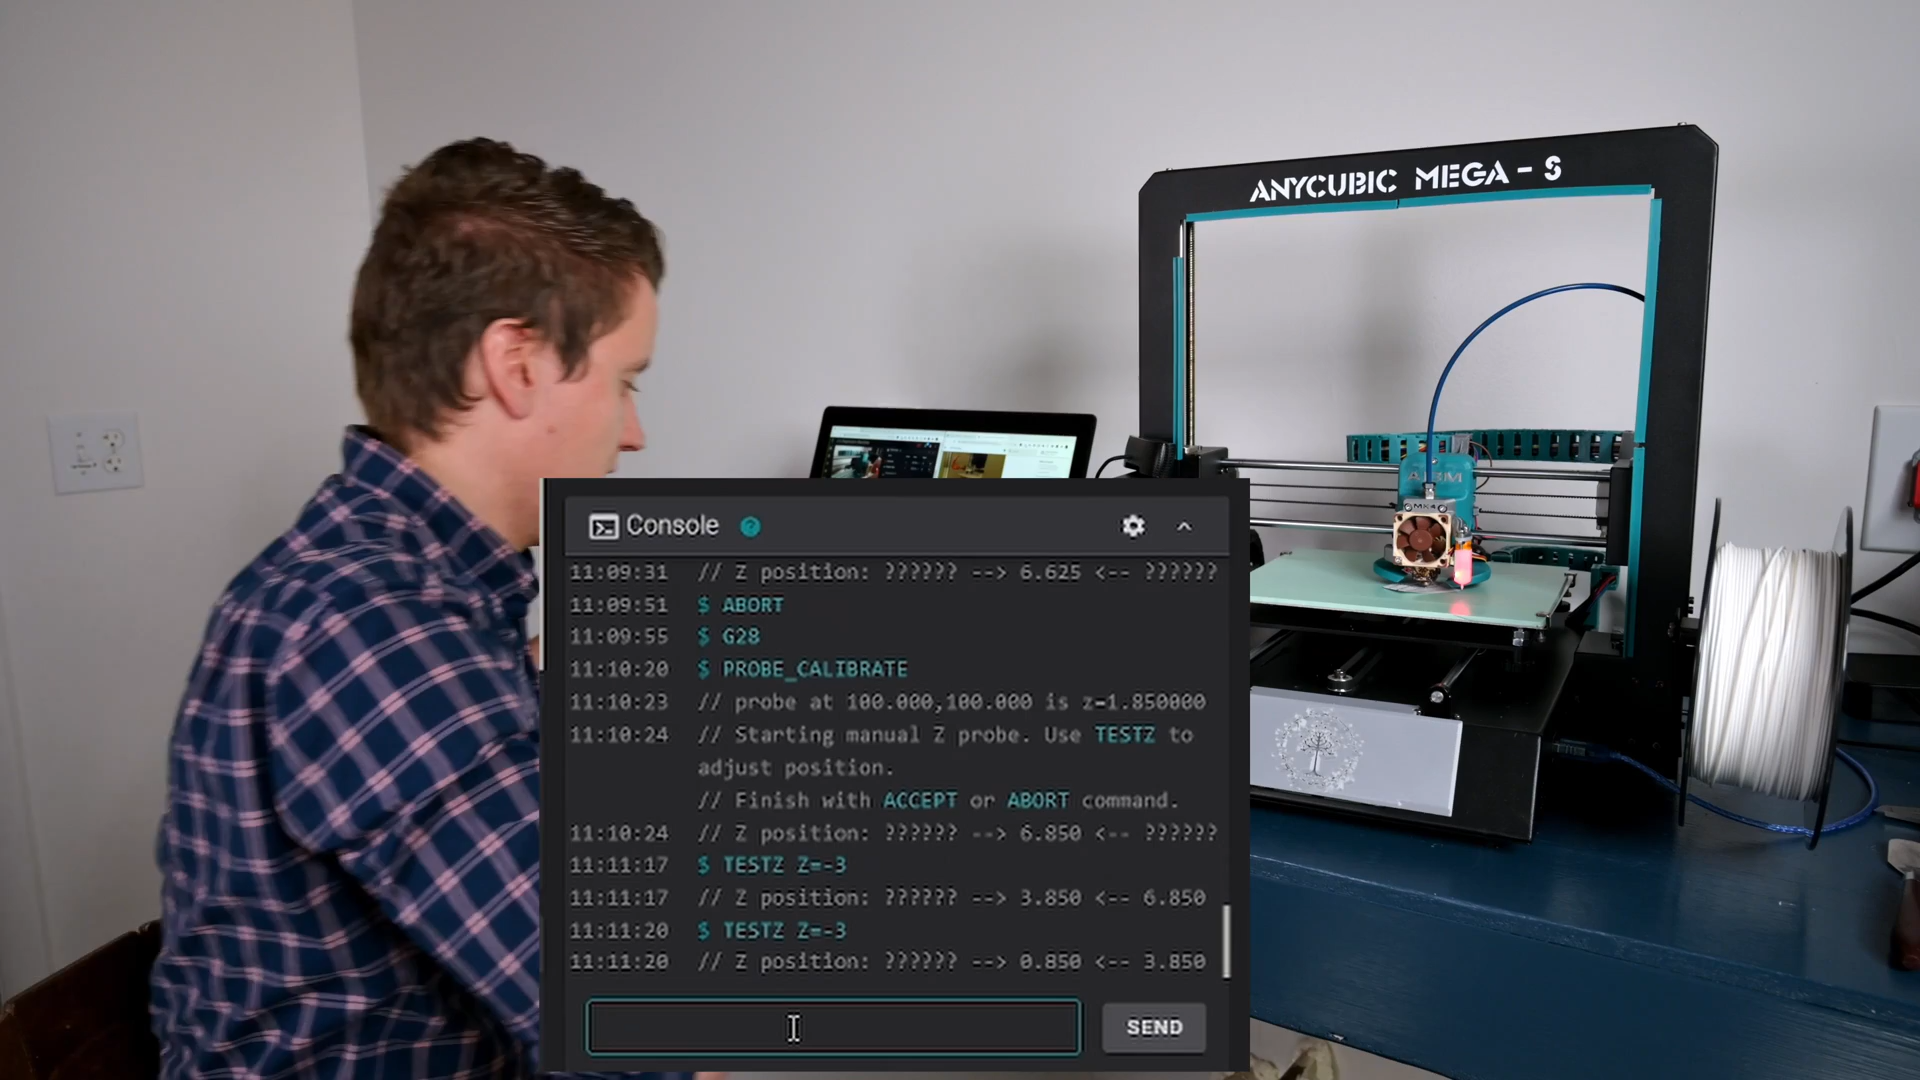 ANYCUBIC MEGA - S
Console
11:09:31 // Z position: ?????? --> 6.625 <-- ??????
11:09:51 $ ABORT
11:09:55 $ G28
11:10:20 $ PROBE_CALIBRATE
11:10:23 // probe at 100.000,100.000 is z=1.850000
11:10:24 // Starting manual Z probe. Use TESTZ to
adjust position.
// Finish with ACCEPT or ABORT command.
11:10:24 // Z position: ?????? --> 6.850 <-- ??????
11:11:17 $ TESTZ Z=-3
11:11:17 // Z position: ?????? --> 3.850 <-- 6.850
11:11:20 $ TESTZ Z=-3
11:11:20 // Z position: ?????? --> 0.850 <-- 3.850
SEND